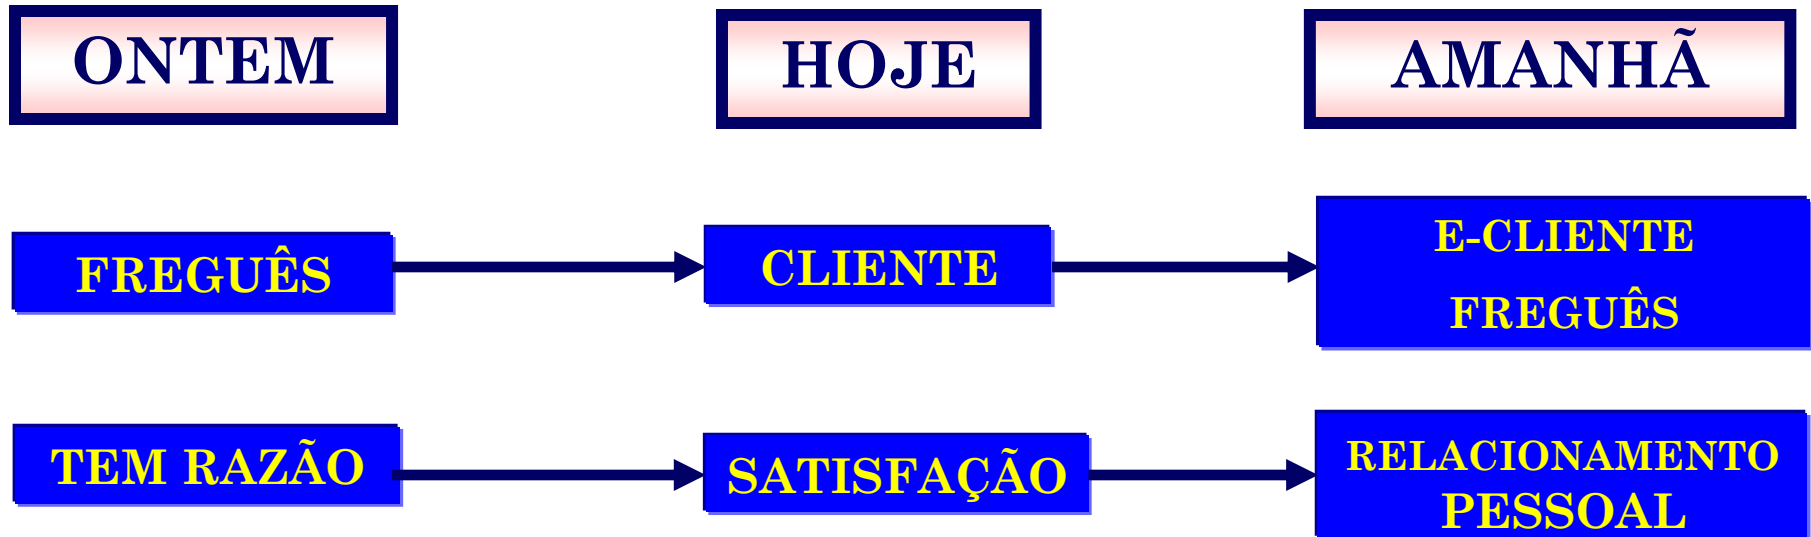 ONTEM
HOJE
AMANHÃ
FREGUÊS
CLIENTE
E-CLIENTE
FREGUÊS
TEM RAZÃO
SATISFAÇÃO
RELACIONAMENTO
PESSOAL